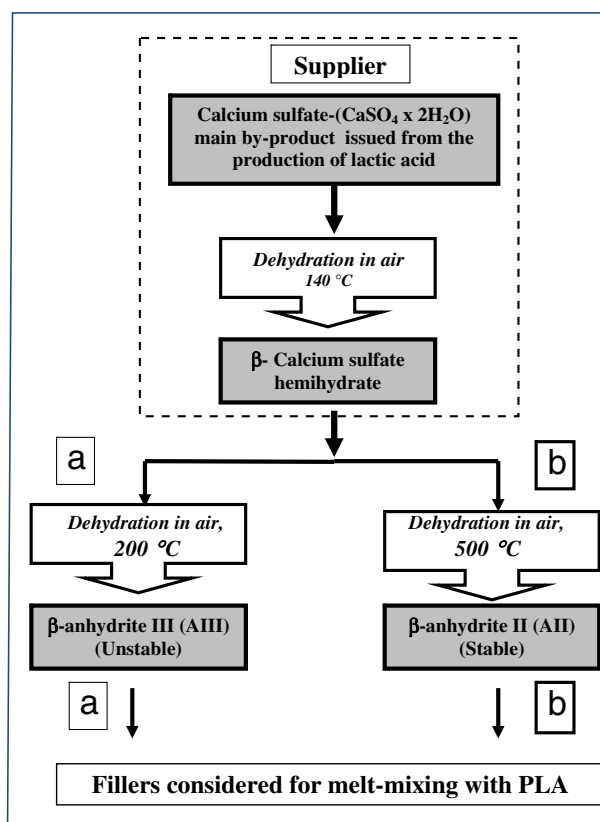 Supplier
Calcium sulfate-(CaSO₄ x 2H₂O)
main by-product issued from the
production of lactic acid
Dehydration in air
140 °C
β- Calcium sulfate
hemihydrate
a
b
Dehydration in air,
200 °C
Dehydration in air,
500 °C
β-anhydrite III (AIII)
(Unstable)
β-anhydrite II (AII)
(Stable)
a
b
Fillers considered for melt-mixing with PLA